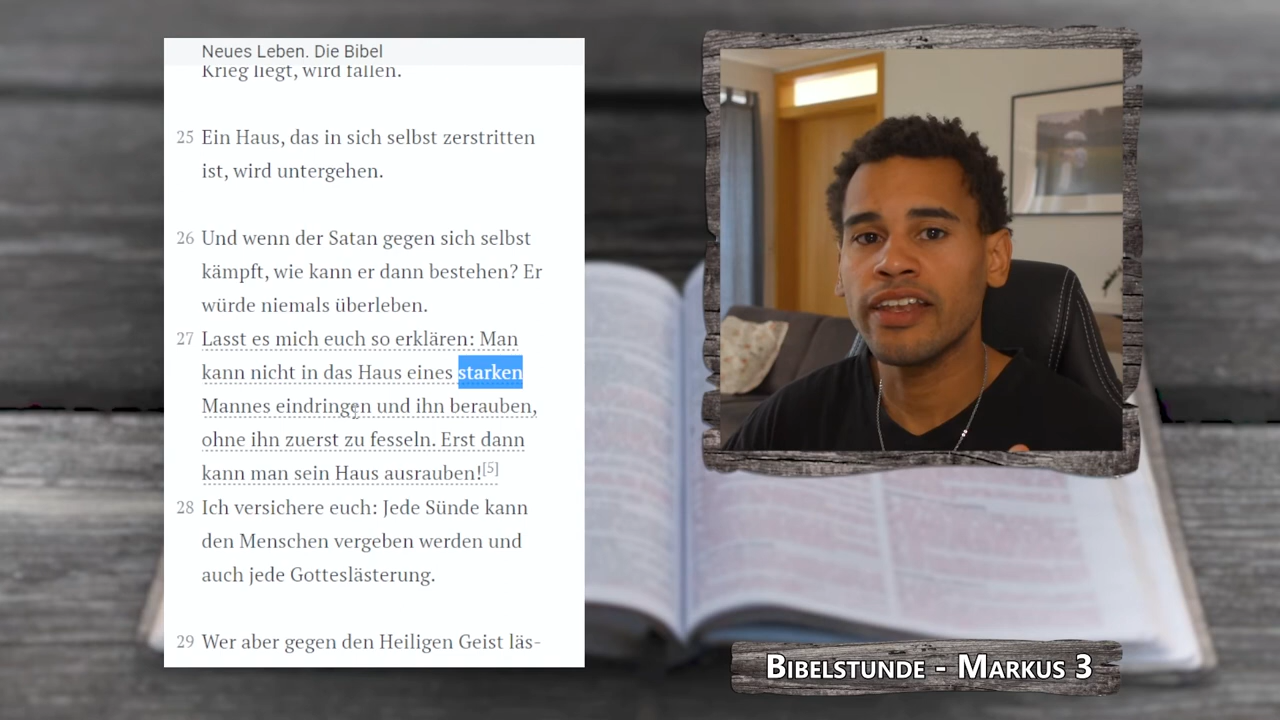 Neues Leben. Die Bibel
Krieg liegt, wird fallen.
25 Ein Haus, das in sich selbst zerstritten
ist, wird untergehen.
26 Und wenn der Satan gegen sich selbst
kämpft, wie kann er dann bestehen? Er
würde niemals überleben.
27 Lasst es mich euch so erklären: Man
kann nicht in das Haus eines starken
Mannes eindringen und ihn berauben,
ohne ihn zuerst zu fesseln. Erst dann
kann man sein Haus ausrauben![5]
28 Ich versichere euch: Jede Sünde kann
den Menschen vergeben werden und
auch jede Gotteslästerung.
29 Wer aber gegen den Heiligen Geist läs-
Bibelstunde - Markus 3